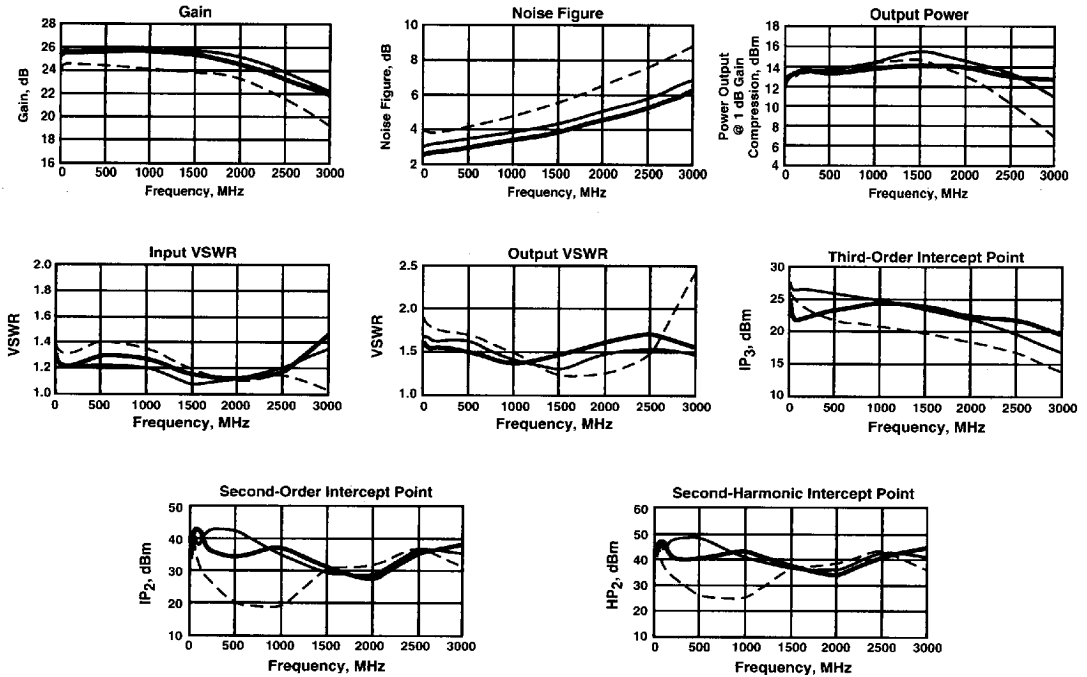 Gain
Gain, dB
28
26
24
22
20
18
16
0 500 1000 1500 2000 2500 3000
Frequency, MHz
Noise Figure
Noise Figure, dB
10
8
6
4
2
0 500 1000 1500 2000 2500 3000
Frequency, MHz
Output Power
Power Output
@ 1 dB Gain
Compression, dBm
18
16
14
12
10
8
6
4
0 500 1000 1500 2000 2500 3000
Frequency, MHz
Input VSWR
VSWR
2.0
1.8
1.6
1.4
1.2
1.0
0 500 1000 1500 2000 2500 3000
Frequency, MHz
Output VSWR
VSWR
2.5
2.0
1.5
1.0
0 500 1000 1500 2000 2500 3000
Frequency, MHz
Third-Order Intercept Point
IP3, dBm
30
25
20
15
10
0 500 1000 1500 2000 2500 3000
Frequency, MHz
Second-Order Intercept Point
IP2, dBm
50
40
30
20
10
0 500 1000 1500 2000 2500 3000
Frequency, MHz
Second-Harmonic Intercept Point
HP2, dBm
60
50
40
30
20
10
0 500 1000 1500 2000 2500 3000
Frequency, MHz